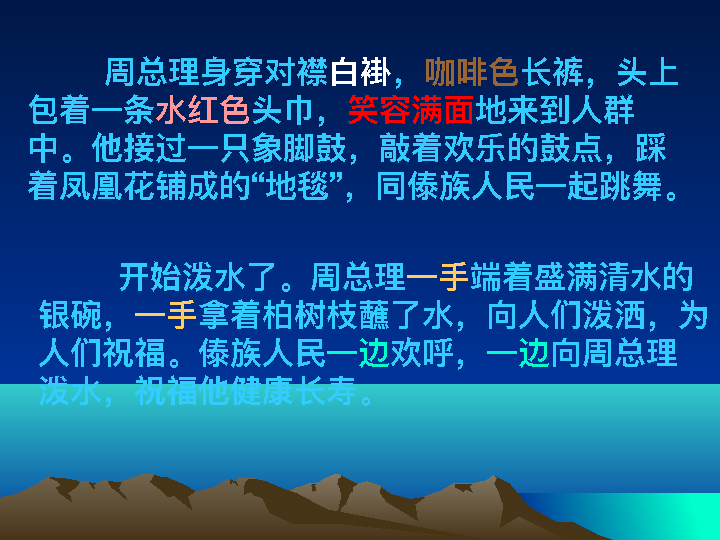 周总理身穿对襟白褂，咖啡色长裤，头上
包着一条水红色头巾，笑容满面地来到人群
中。他接过一只象脚鼓，敲着欢乐的鼓点，踩
着凤凰花铺成的“地毯”，同傣族人民一起跳舞。
开始泼水了。周总理一手端着盛满清水的
银碗，一手拿着柏树枝蘸了水，向人们泼洒，为
人们祝福。傣族人民一边欢呼，一边向周总理
泼水，祝福他健康长寿。